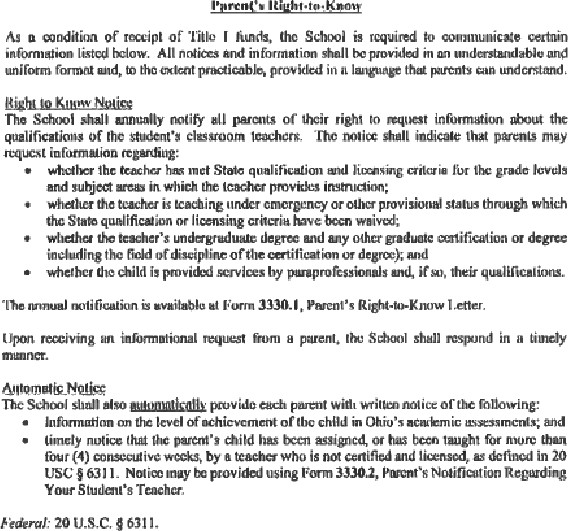 Parent's Right-to-Know
As a condition of receipt of Title I funds, the School is required to communicate certain
information listed below. All notices and information shall be provided in an understandable and
uniform format and, to the extent practicable, provided in a language that parents can understand.
Right to Know Notice
The School shall annually notify all parents of their right to request information about the
qualifications of the student's classroom teachers. The notice shall indicate that parents may
request information regarding:
• whether the teacher has met State qualification and licensing criteria for the grade levels
and subject areas in which the teacher provides instruction;
• whether the teacher is teaching under emergency or other provisional status through which
the State qualification or licensing criteria have been waived;
• whether the teacher's undergraduate degree and any other graduate certification or degree
including the field of discipline of the certification or degree); and
• whether the child is provided services by paraprofessionals and, if so, their qualifications.
The annual notification is available at Form 3330.1, Parent's Right-to-Know Letter.
Upon receiving an informational request from a parent, the School shall respond in a timely
manner.
Automatic Notice
The School shall also automatically provide each parent with written notice of the following:
• Information on the level of achievement of the child in Ohio's academic assessments; and
• timely notice that the parent's child has been assigned, or has been taught for more than
four (4) consecutive weeks, by a teacher who is not certified and licensed, as defined in 20
USC § 6311. Notice may be provided using Form 3330.2, Parent's Notification Regarding
Your Student's Teacher.
Federal: 20 U.S.C. § 6311.